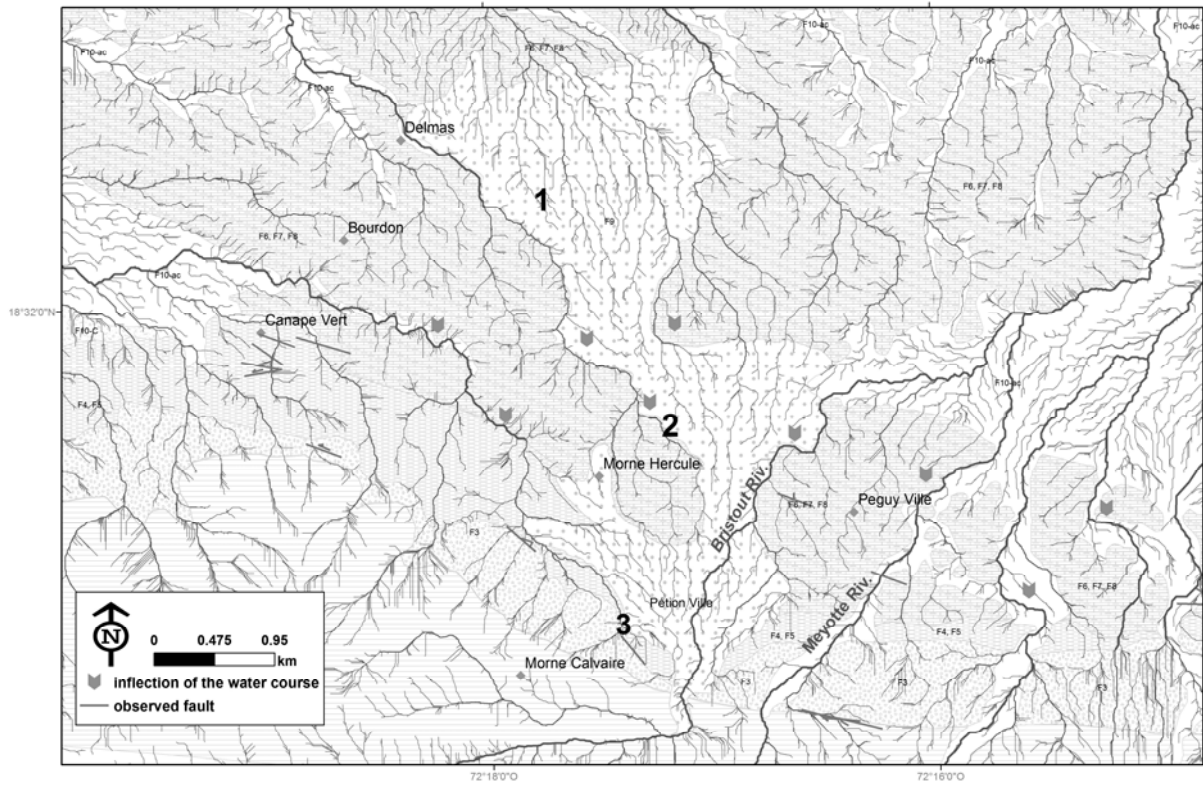 F10-ac
F6, F7, F8
F10-ac
F10-ac
F10-ac
F10-ac
Delmas
1
F6, F7, F8
F9
Bourdon
F6, F7, F8
F10-ac
18°32'0"N
Canape Vert
F10-C
F10-ac
F4, F5
2
Morne Hercule
Bristout Riv.
Peguy Ville
F6, F7, F8
F3
Meyotte Riv.
F6, F7, F8
Pétion Ville
3
F4, F5
F4, F5
Morne Calvaire
F3
F3
F3
N
0 0.475 0.95
km
inflection of the water course
observed fault
72°18'0"O
72°16'0"O